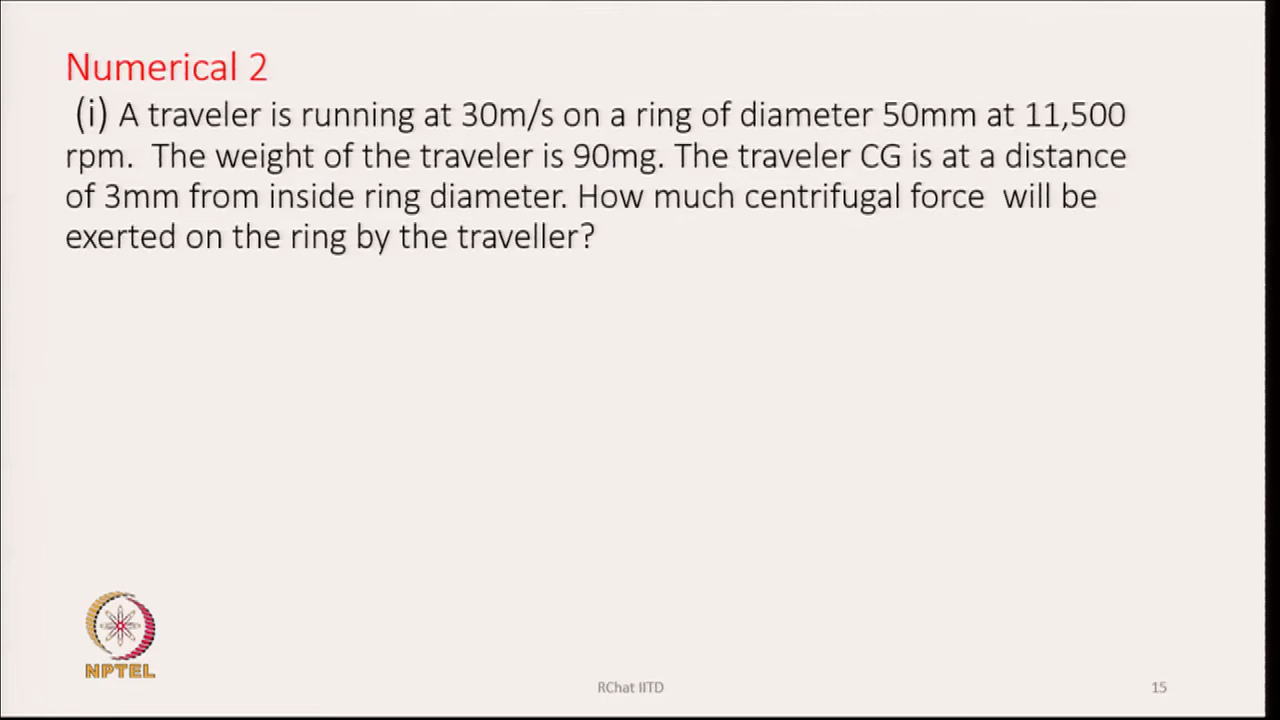 Numerical 2
(i) A traveler is running at 30m/s on a ring of diameter 50mm at 11,500
rpm. The weight of the traveler is 90mg. The traveler CG is at a distance
of 3mm from inside ring diameter. How much centrifugal force will be
exerted on the ring by the traveller?
NPTEL
RChat IITD
15